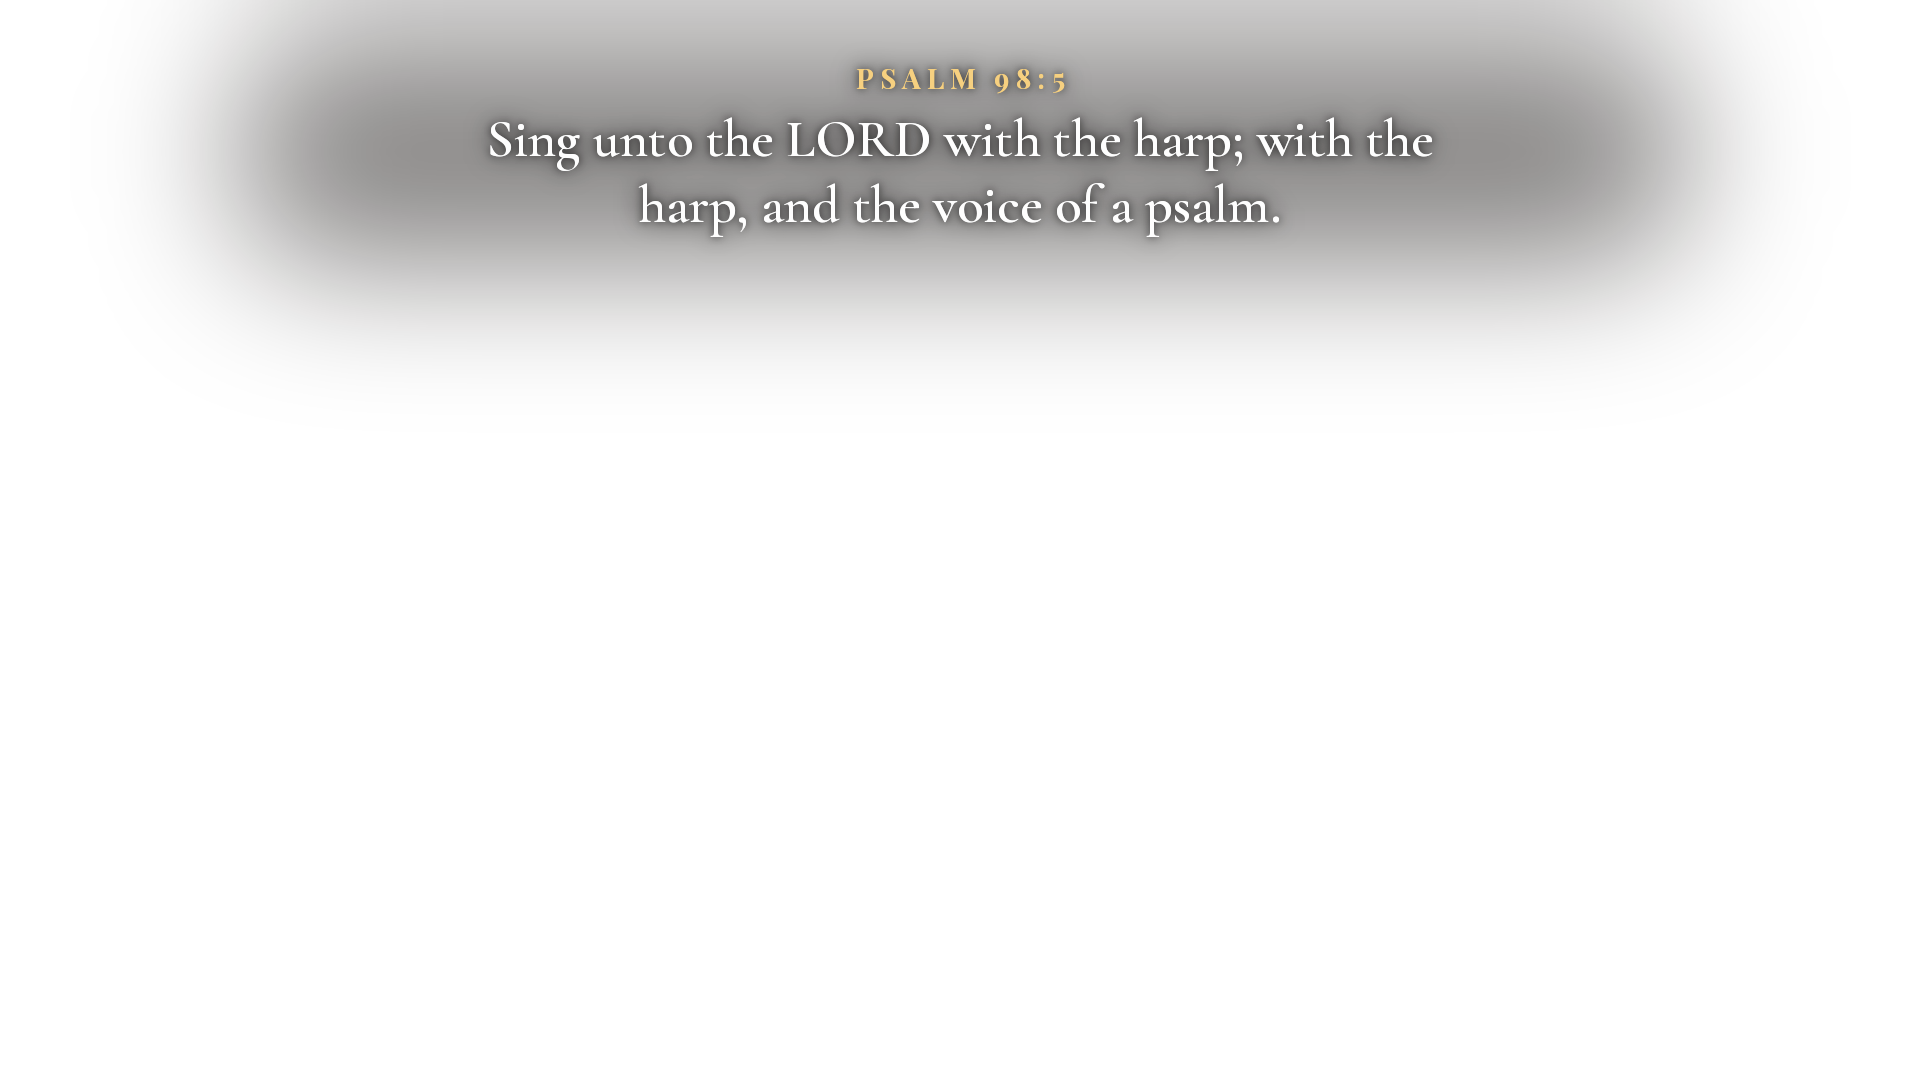 PSALM 98:5
Sing unto the LORD with the harp; with the
harp, and the voice of a psalm.